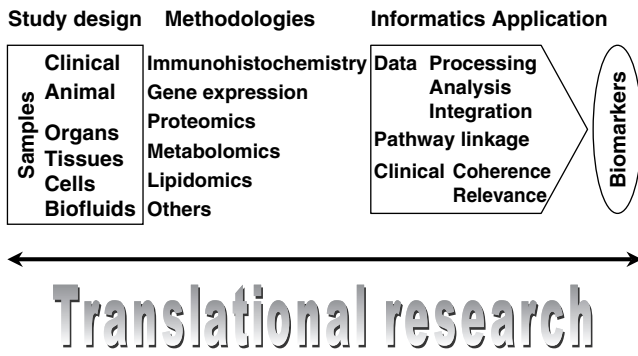 Study design
Methodologies
Informatics Application
Samples
Clinical
Animal
Organs
Tissues
Cells
Biofluids
Immunohistochemistry
Gene expression
Proteomics
Metabolomics
Lipidomics
Others
Data Processing
Analysis
Integration
Pathway linkage
Clinical Coherence
Relevance
Biomarkers
Translational research